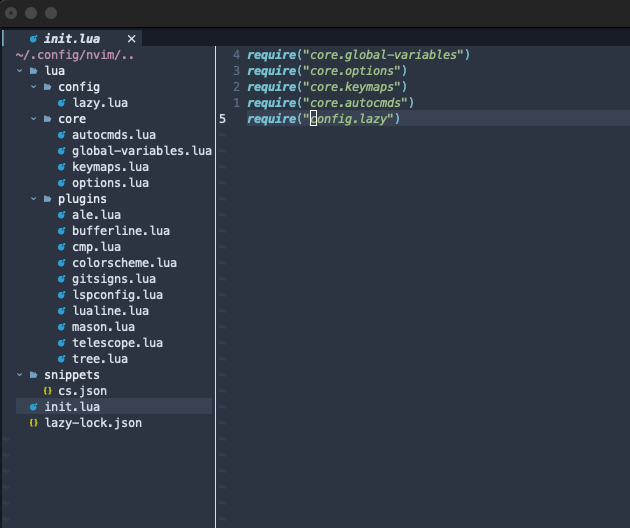 init.lua ×
~/.config/nvim/..
lua
config
lazy.lua
core
autocmds.lua
global-variables.lua
keymaps.lua
options.lua
plugins
ale.lua
bufferline.lua
cmp.lua
colorscheme.lua
gitsigns.lua
lspconfig.lua
lualine.lua
mason.lua
telescope.lua
tree.lua
snippets
{} cs.json
init.lua
{} lazy-lock.json
4 require("core.global-variables")
3 require("core.options")
2 require("core.keymaps")
1 require("core.autocmds")
5 require("config.lazy")